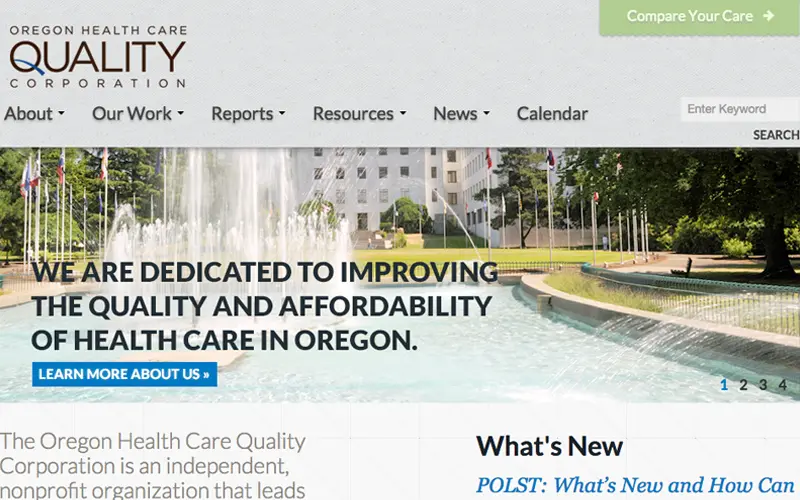 Compare Your Care
OREGON HEALTH CARE
QUALITY
CORPORATION
About Our Work Reports Resources News Calendar
Enter Keyword
SEARCH
WE ARE DEDICATED TO IMPROVING
THE QUALITY AND AFFORDABILITY
OF HEALTH CARE IN OREGON.
LEARN MORE ABOUT US »
1 2 3 4
The Oregon Health Care Quality
Corporation is an independent,
nonprofit organization that leads
What's New
POLST: What's New and How Can